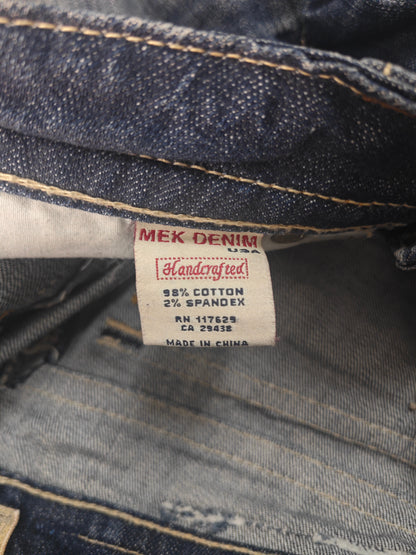 MEK DENIM
USA
Handcrafted
98% COTTON
2% SPANDEX
RN 117629
CA 29438
MADE IN CHINA